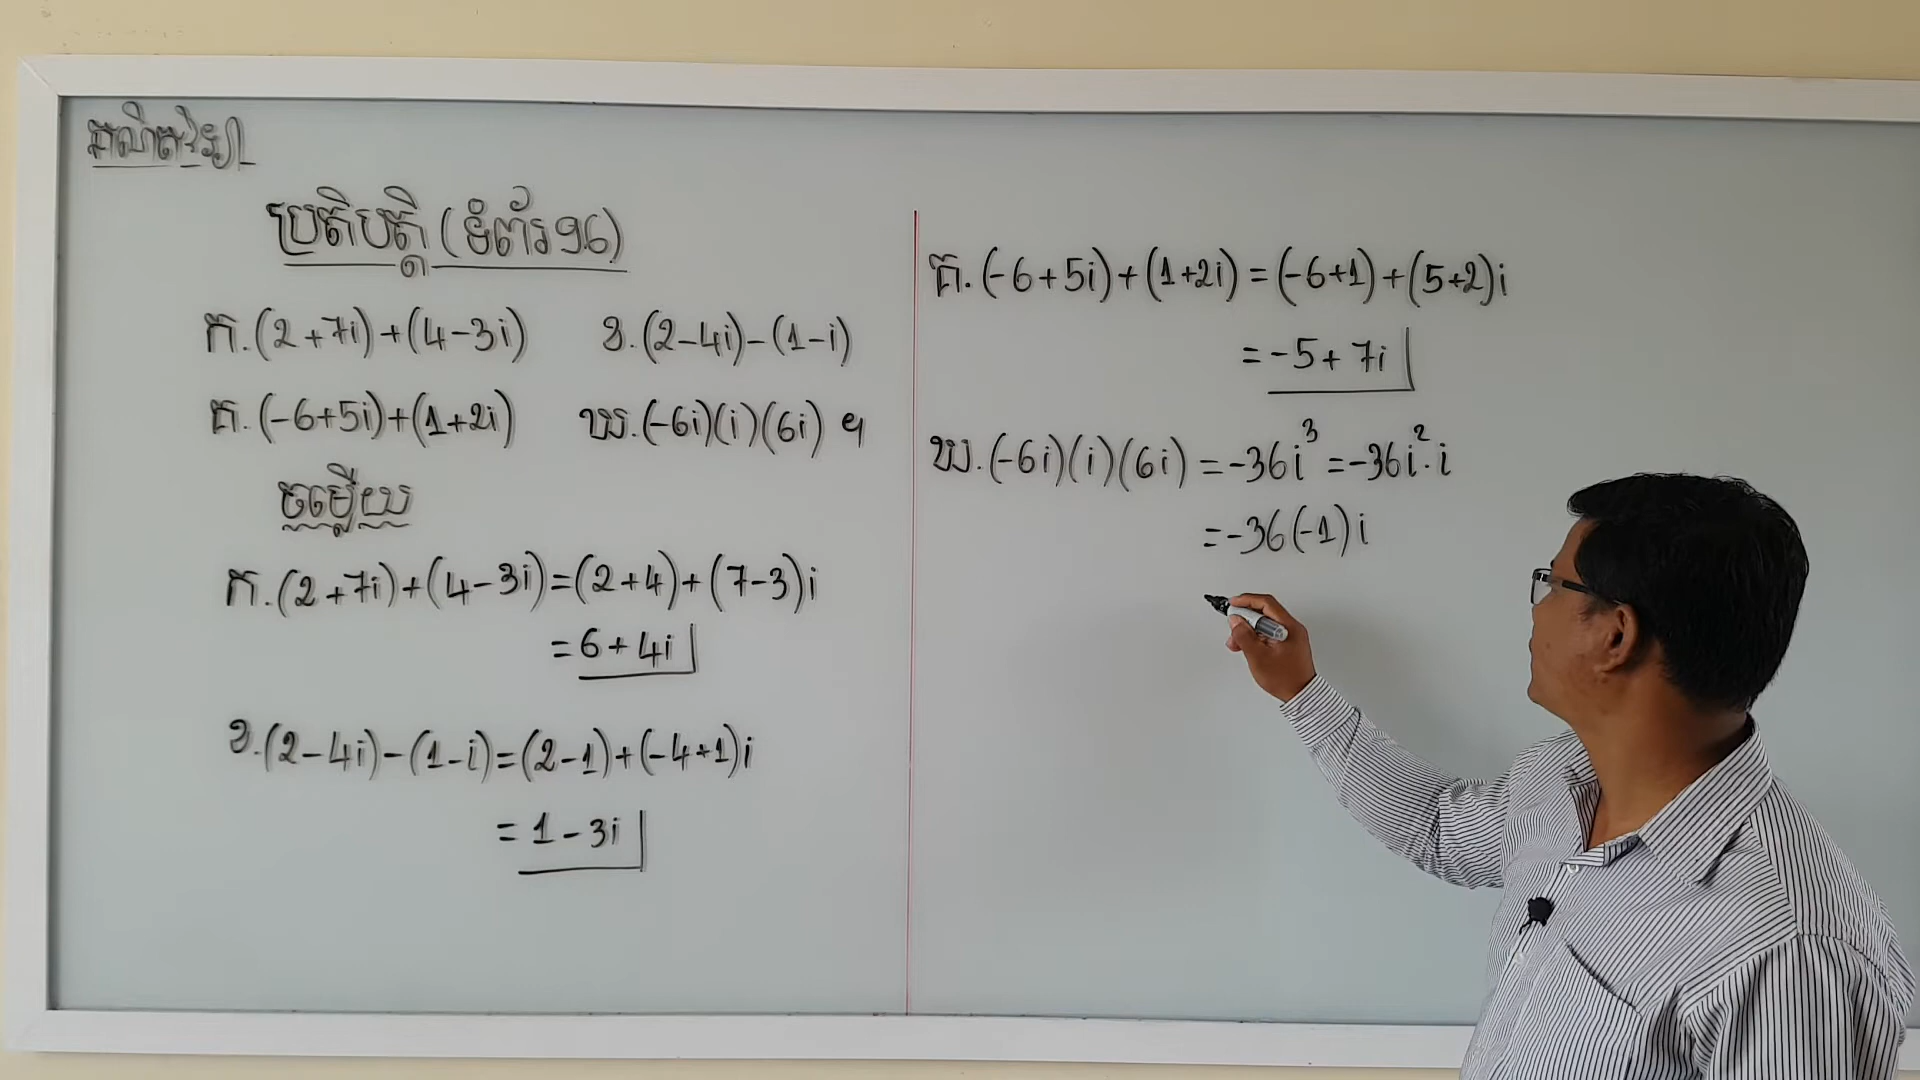 គណិតវិទ្យា
ប្រតិបត្តិ (ទំព័រ១៦)
ក.(2+7i)+(4-3i) ខ.(2-4i)-(1-i)
គ.(-6+5i)+(1+2i) ឃ.(-6i)(i)(6i) ។
ចម្លើយ
ក.(2+7i)+(4-3i)=(2+4)+(7-3)i
=6+4i
ខ.(2-4i)-(1-i)=(2-1)+(-4+1)i
=1-3i
គ.(-6+5i)+(1+2i)=(-6+1)+(5+2)i
=-5+7i
ឃ.(-6i)(i)(6i)=-36i³=-36i²·i
=-36(-1)i